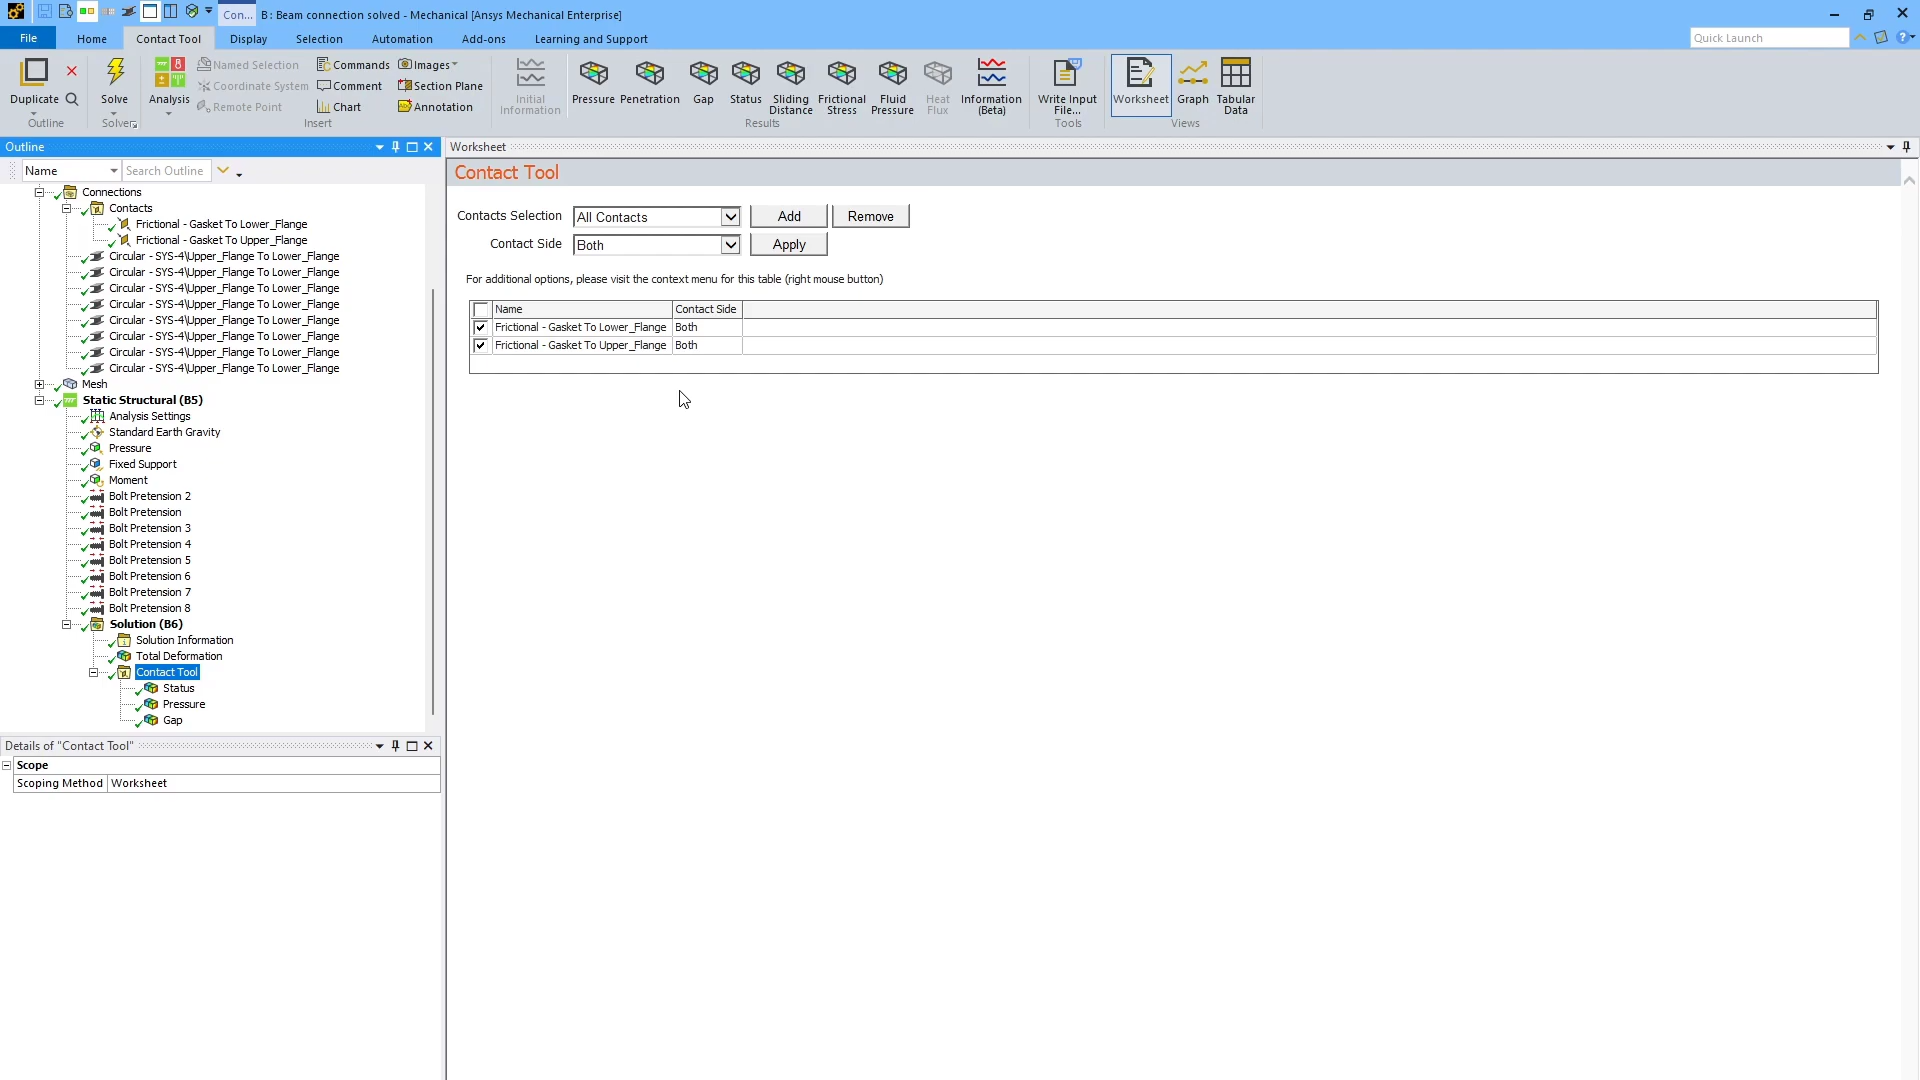 Con...
B : Beam connection solved - Mechanical [Ansys Mechanical Enterprise]
File
Home
Contact Tool
Display
Selection
Automation
Add-ons
Learning and Support
Quick Launch
Duplicate
Outline
Solve
Solver
Analysis
Named Selection
Coordinate System
Remote Point
Commands
Comment
Chart
Images
Section Plane
Annotation
Insert
Initial
Information
Pressure
Penetration
Gap
Status
Sliding
Distance
Frictional
Stress
Fluid
Pressure
Heat
Flux
Information
(Beta)
Results
Write Input
File...
Tools
Worksheet
Graph
Tabular
Data
Views
Outline
Name
Search Outline
Connections
Contacts
Frictional - Gasket To Lower_Flange
Frictional - Gasket To Upper_Flange
Circular - SYS-4\Upper_Flange To Lower_Flange
Circular - SYS-4\Upper_Flange To Lower_Flange
Circular - SYS-4\Upper_Flange To Lower_Flange
Circular - SYS-4\Upper_Flange To Lower_Flange
Circular - SYS-4\Upper_Flange To Lower_Flange
Circular - SYS-4\Upper_Flange To Lower_Flange
Circular - SYS-4\Upper_Flange To Lower_Flange
Circular - SYS-4\Upper_Flange To Lower_Flange
Mesh
Static Structural (B5)
Analysis Settings
Standard Earth Gravity
Pressure
Fixed Support
Moment
Bolt Pretension 2
Bolt Pretension
Bolt Pretension 3
Bolt Pretension 4
Bolt Pretension 5
Bolt Pretension 6
Bolt Pretension 7
Bolt Pretension 8
Solution (B6)
Solution Information
Total Deformation
Contact Tool
Status
Pressure
Gap
Details of "Contact Tool"
Scope
Scoping Method Worksheet
Worksheet
Contact Tool
Contacts Selection All Contacts Add Remove
Contact Side Both Apply
For additional options, please visit the context menu for this table (right mouse button)
Name Contact Side
Frictional - Gasket To Lower_Flange Both
Frictional - Gasket To Upper_Flange Both